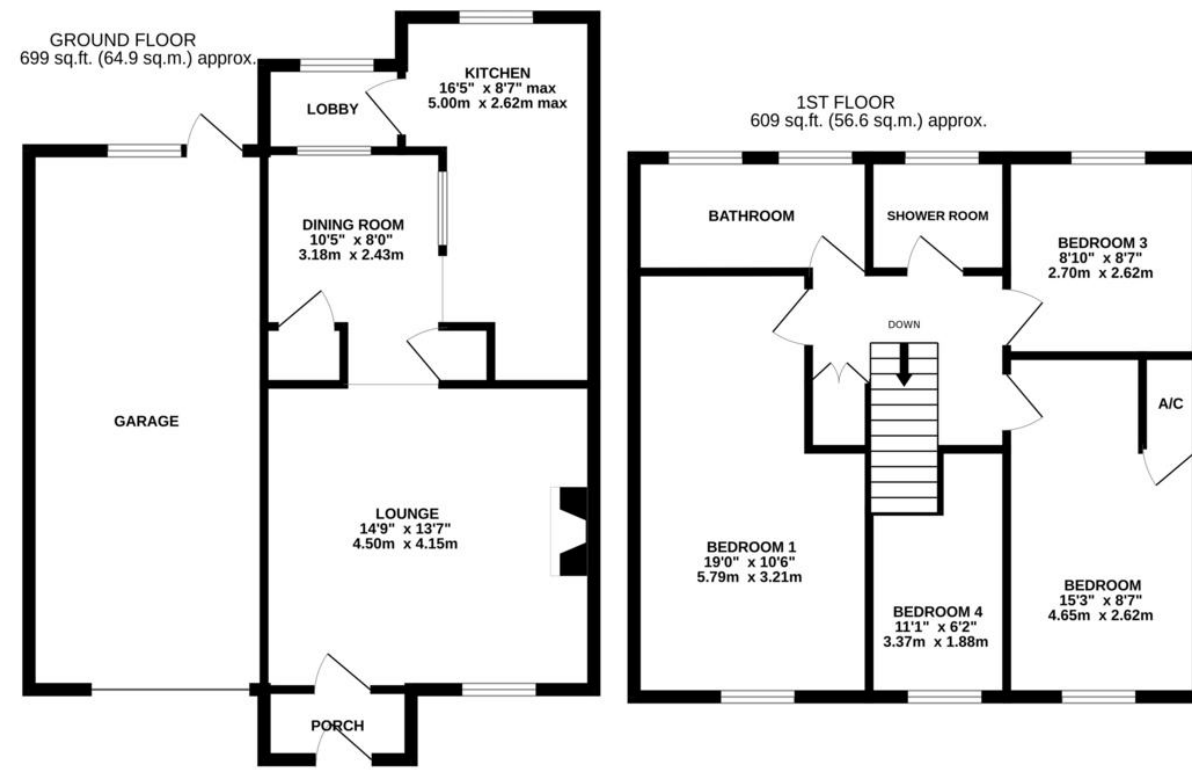 GROUND FLOOR
699 sq.ft. (64.9 sq.m.) approx.
KITCHEN
16'5" x 8'7" max
5.00m x 2.62m max
LOBBY
DINING ROOM
10'5" x 8'0"
3.18m x 2.43m
GARAGE
LOUNGE
14'9" x 13'7"
4.50m x 4.15m
PORCH
1ST FLOOR
609 sq.ft. (56.6 sq.m.) approx.
BATHROOM
SHOWER ROOM
BEDROOM 3
8'10" x 8'7"
2.70m x 2.62m
DOWN
A/C
BEDROOM 1
19'0" x 10'6"
5.79m x 3.21m
BEDROOM 4
11'1" x 6'2"
3.37m x 1.88m
BEDROOM
15'3" x 8'7"
4.65m x 2.62m